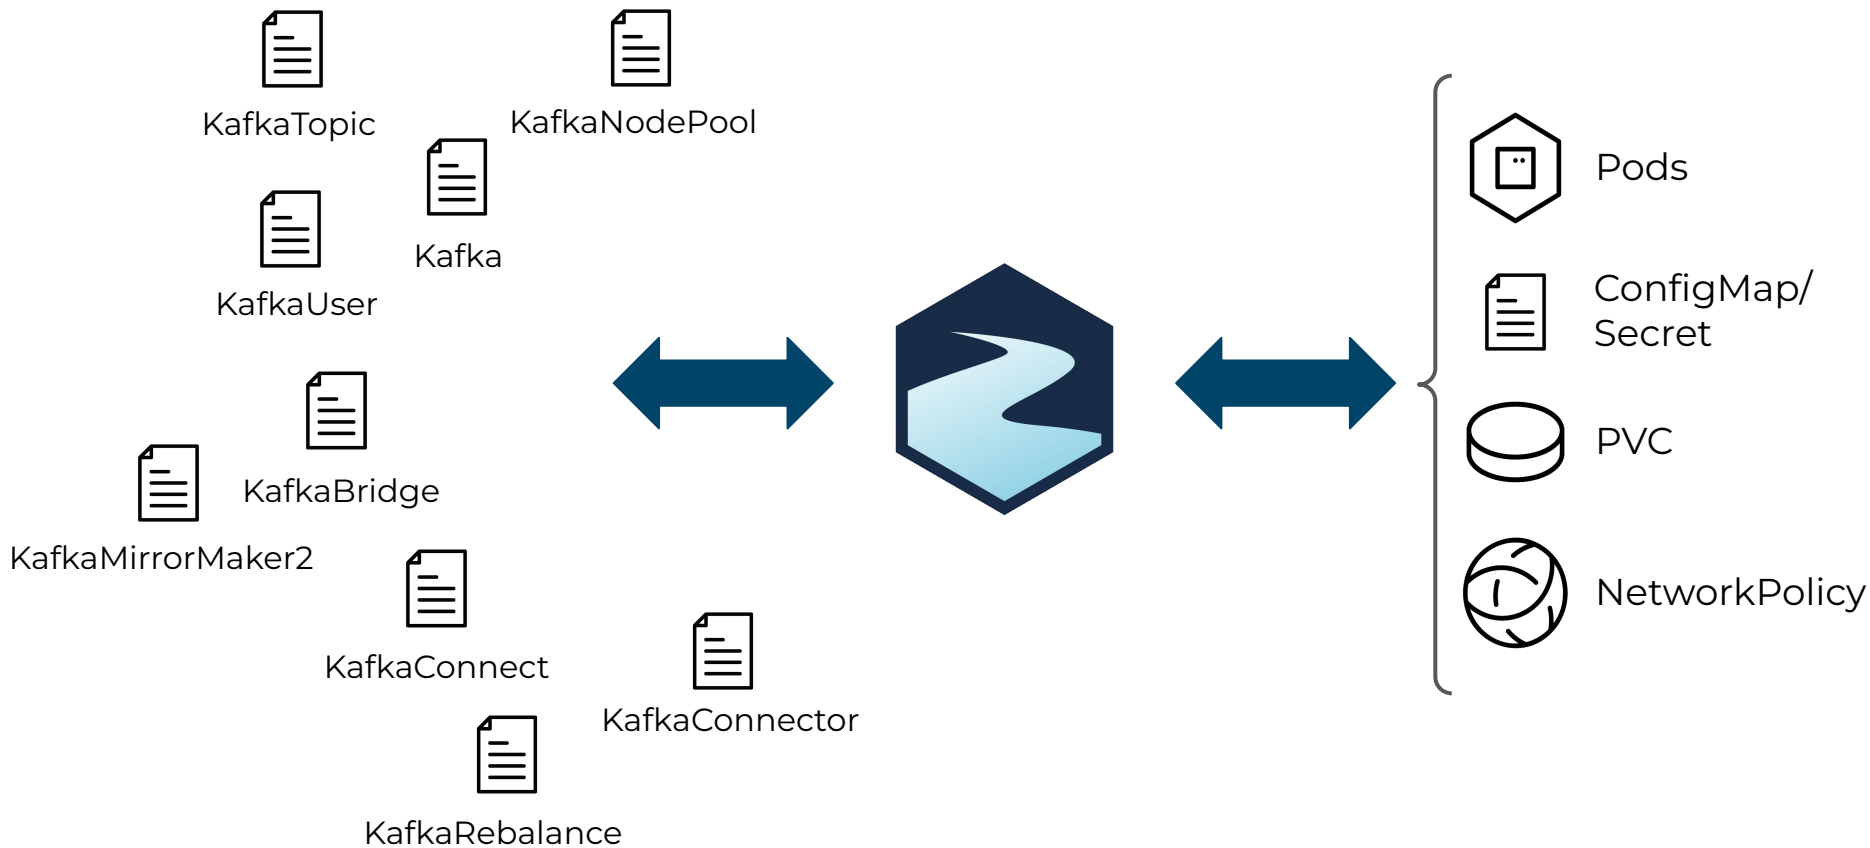 KafkaTopic
KafkaNodePool
Kafka
KafkaUser
KafkaBridge
KafkaMirrorMaker2
KafkaConnect
KafkaConnector
KafkaRebalance
Pods
ConfigMap/
Secret
PVC
NetworkPolicy